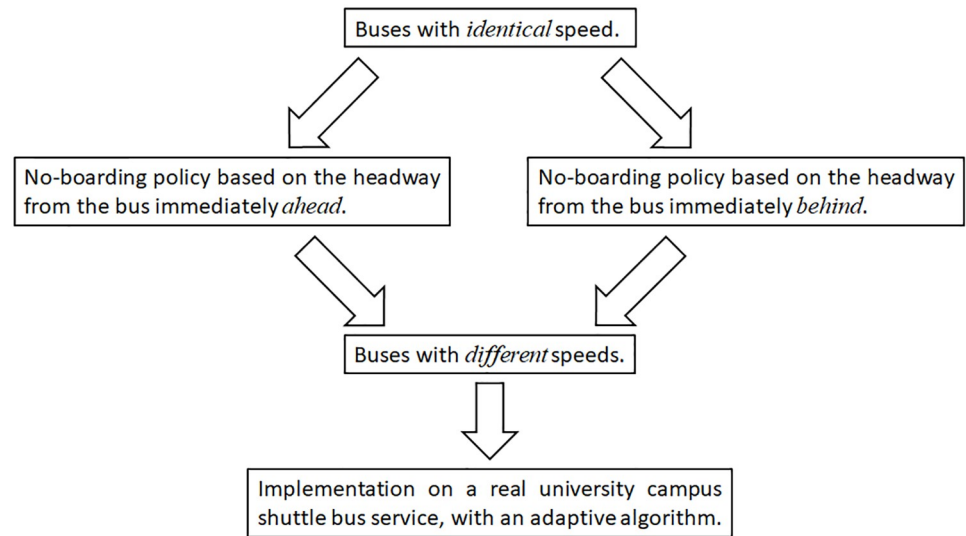 Buses with identical speed.
No-boarding policy based on the headway
from the bus immediately ahead.
No-boarding policy based on the headway
from the bus immediately behind.
Buses with different speeds.
Implementation on a real university campus
shuttle bus service, with an adaptive algorithm.